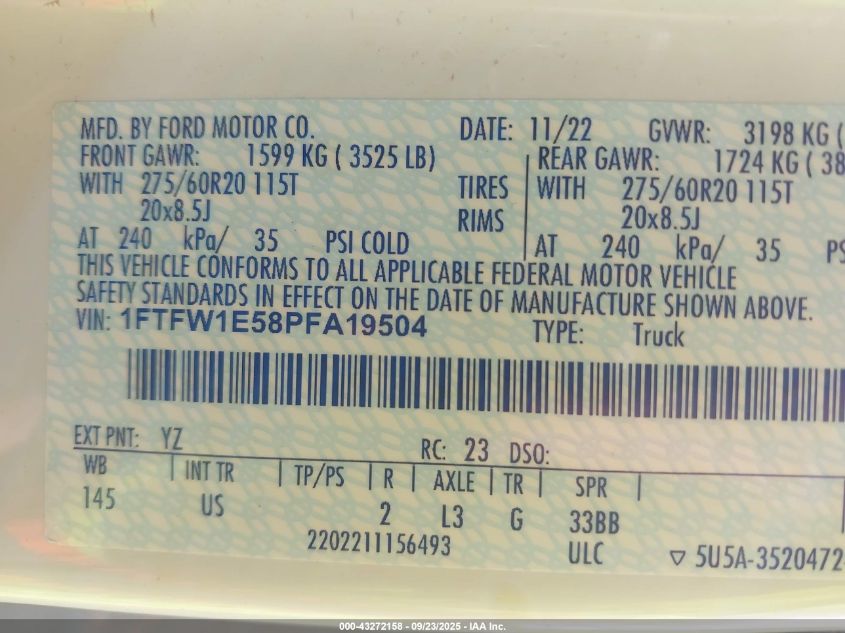 MFD. BY FORD MOTOR CO. DATE: 11/22 GVWR: 3198 KG (
FRONT GAWR: 1599 KG ( 3525 LB) REAR GAWR: 1724 KG ( 38
WITH 275/60R20 115T TIRES WITH 275/60R20 115T
20x8.5J RIMS 20x8.5J
AT 240 kPa/ 35 PSI COLD AT 240 kPa/ 35 PS
THIS VEHICLE CONFORMS TO ALL APPLICABLE FEDERAL MOTOR VEHICLE
SAFETY STANDARDS IN EFFECT ON THE DATE OF MANUFACTURE SHOWN ABOVE.
VIN: 1FTFW1E58PFA19504 TYPE: Truck
EXT PNT: YZ RC: 23 DSO:
WB INT TR TP/PS R AXLE TR SPR
145 US 2 L3 G 33BB
2202211156493 ULC ▽ 5U5A-3520472-
000-43272158 - 09/23/2025 - IAA Inc.